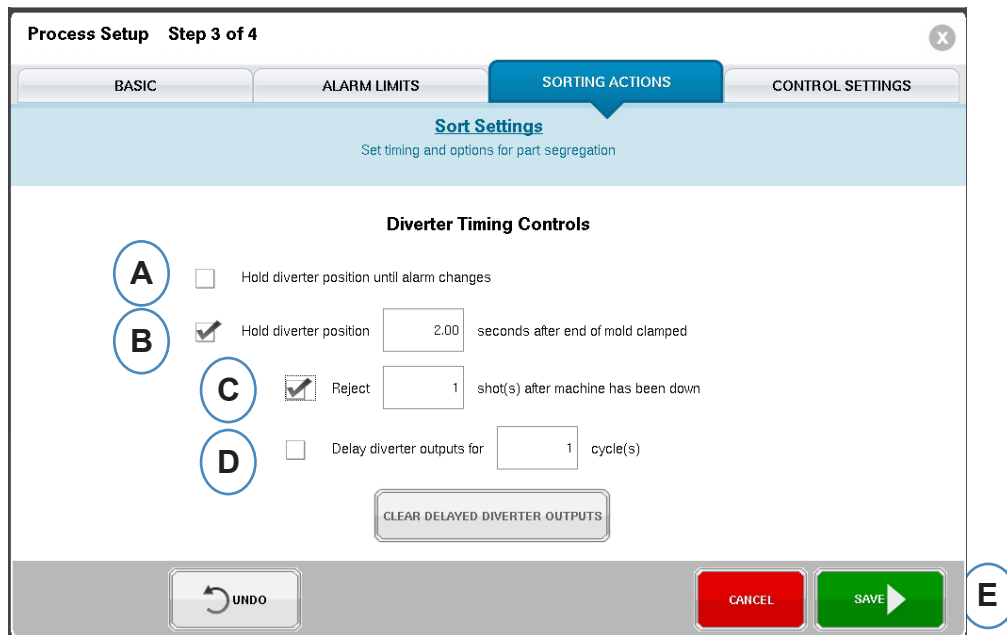 Process Setup Step 3 of 4
X
BASIC
ALARM LIMITS
SORTING ACTIONS
CONTROL SETTINGS
Sort Settings
Set timing and options for part segregation
Diverter Timing Controls
A
Hold diverter position until alarm changes
B
Hold diverter position 2.00 seconds after end of mold clamped
C
Reject 1 shot(s) after machine has been down
D
Delay diverter outputs for 1 cycle(s)
CLEAR DELAYED DIVERTER OUTPUTS
UNDO
CANCEL
SAVE
E